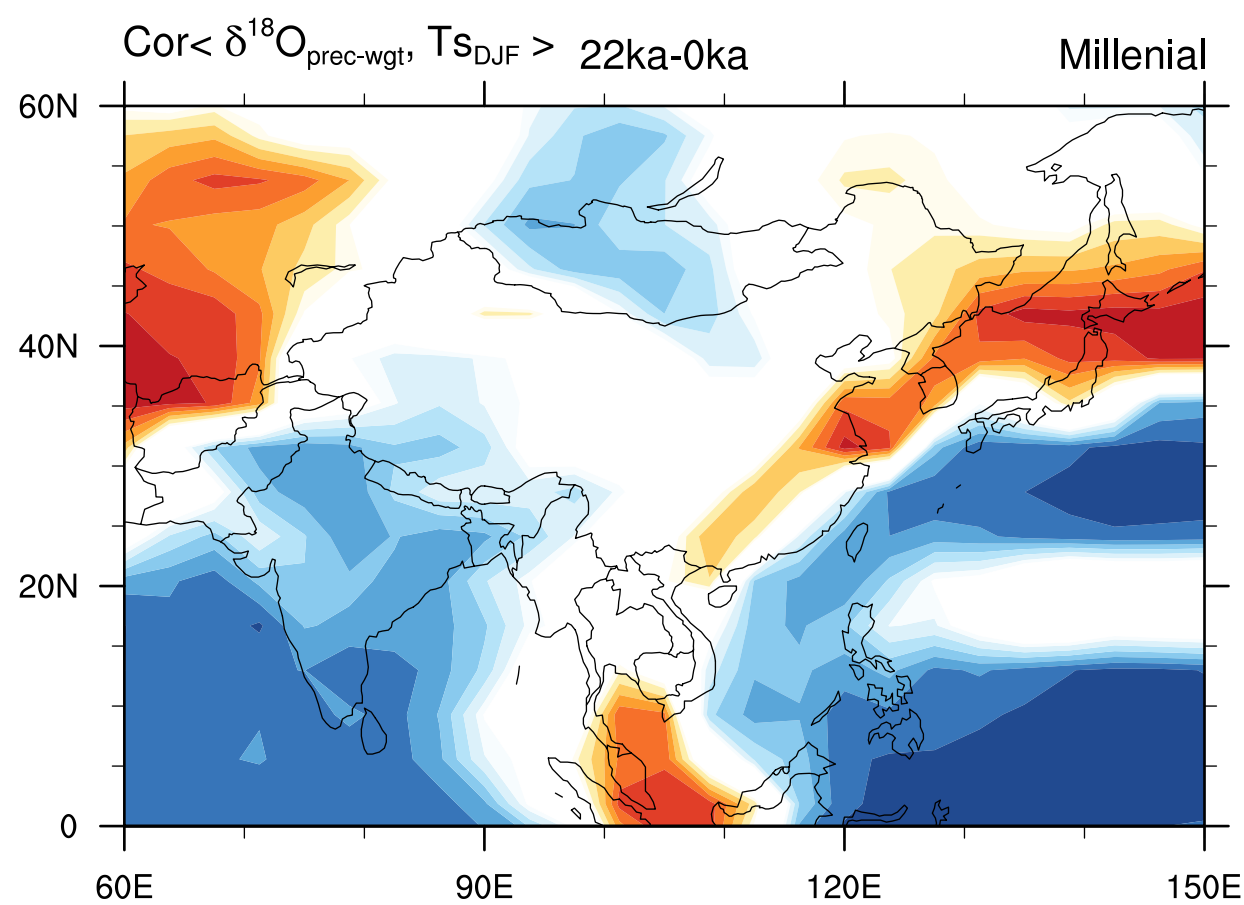 Cor< δ¹⁸Oprec-wgt, TsDJF > 22ka-0ka Millenial
60N
40N
20N
0
60E 90E 120E 150E